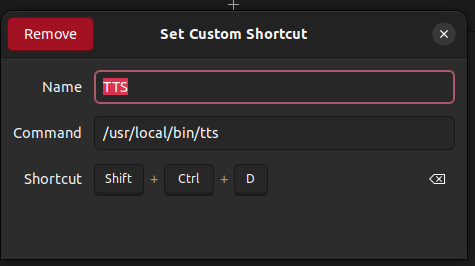 Remove Set Custom Shortcut
Name TTS
Command /usr/local/bin/tts
Shortcut Shift + Ctrl + D